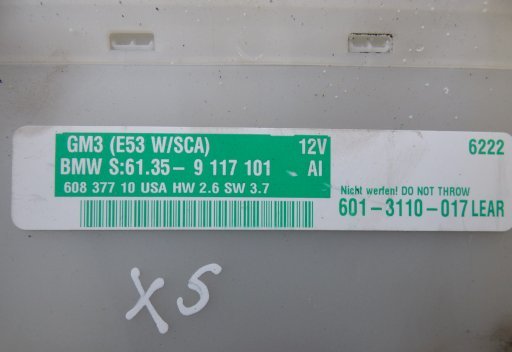 GM3 (E53 W/SCA) 12V 6222
BMW S:61.35– 9 117 101 AI
608 377 10 USA HW 2.6 SW 3.7
Nicht werfen! DO NOT THROW
601–3110–017 LEAR
X5